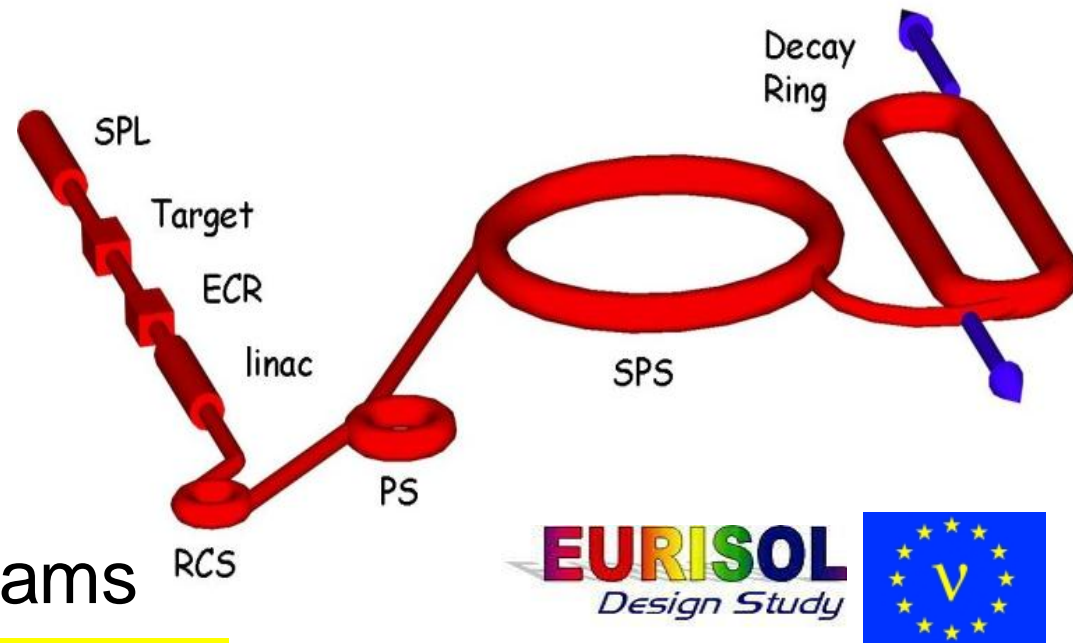 Decay
Ring
SPL
Target
ECR
linac
SPS
PS
RCS
ams
EURISOL
Design Study
ν